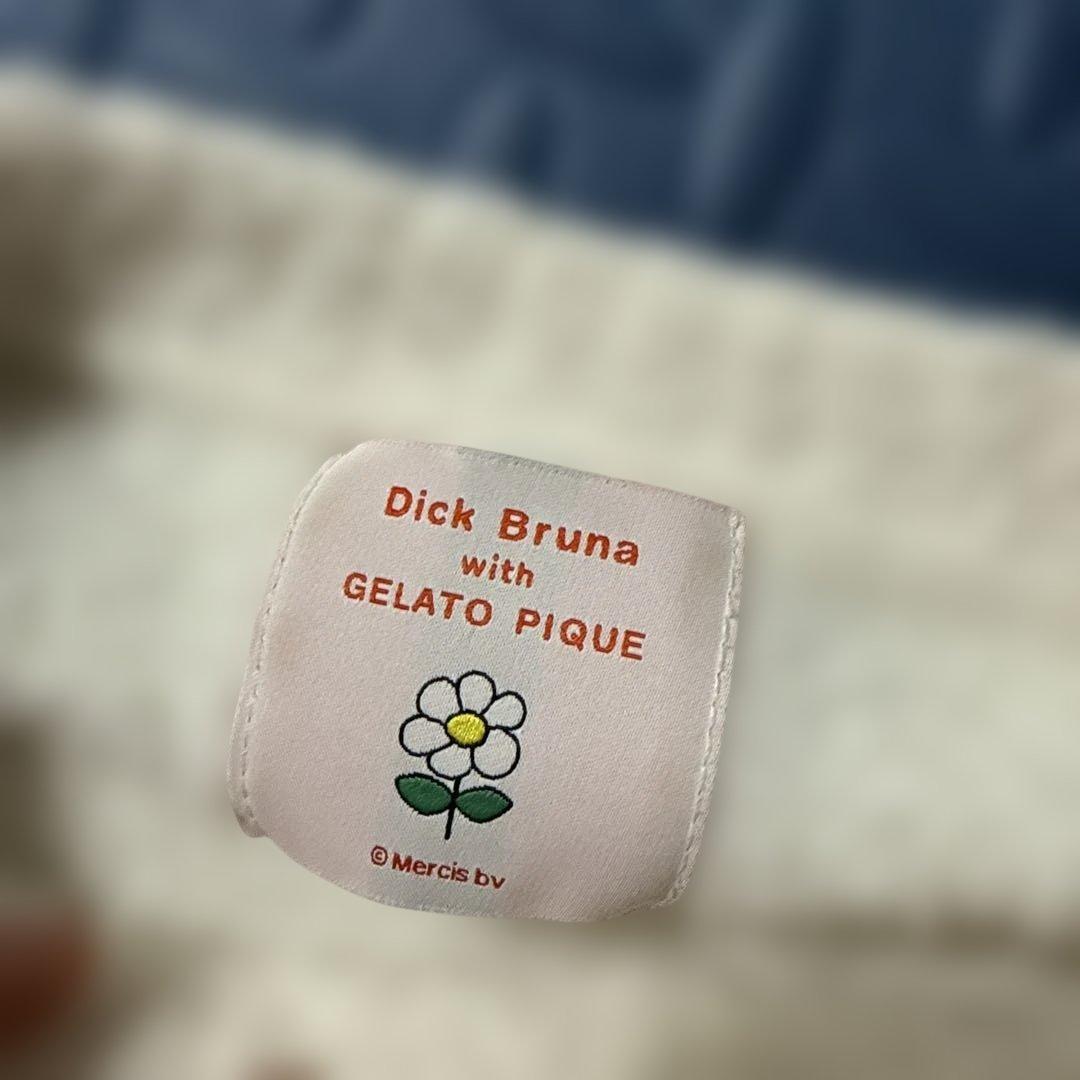 Dick Bruna
with
GELATO PIQUE
© Mercis bv